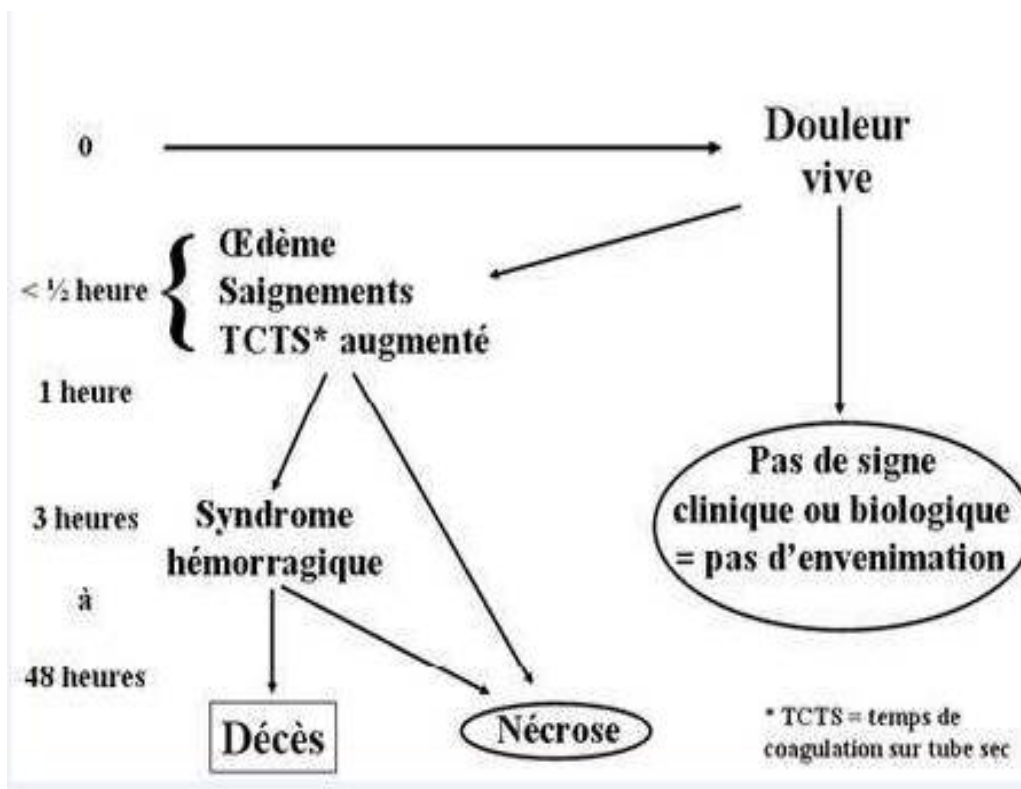 0
Douleur
vive
< ½ heure
Œdème
Saignements
TCTS* augmenté
1 heure
3 heures
à
48 heures
Syndrome
hémorragique
Pas de signe
clinique ou biologique
= pas d’envenimation
Décès
Nécrose
* TCTS = temps de
coagulation sur tube sec